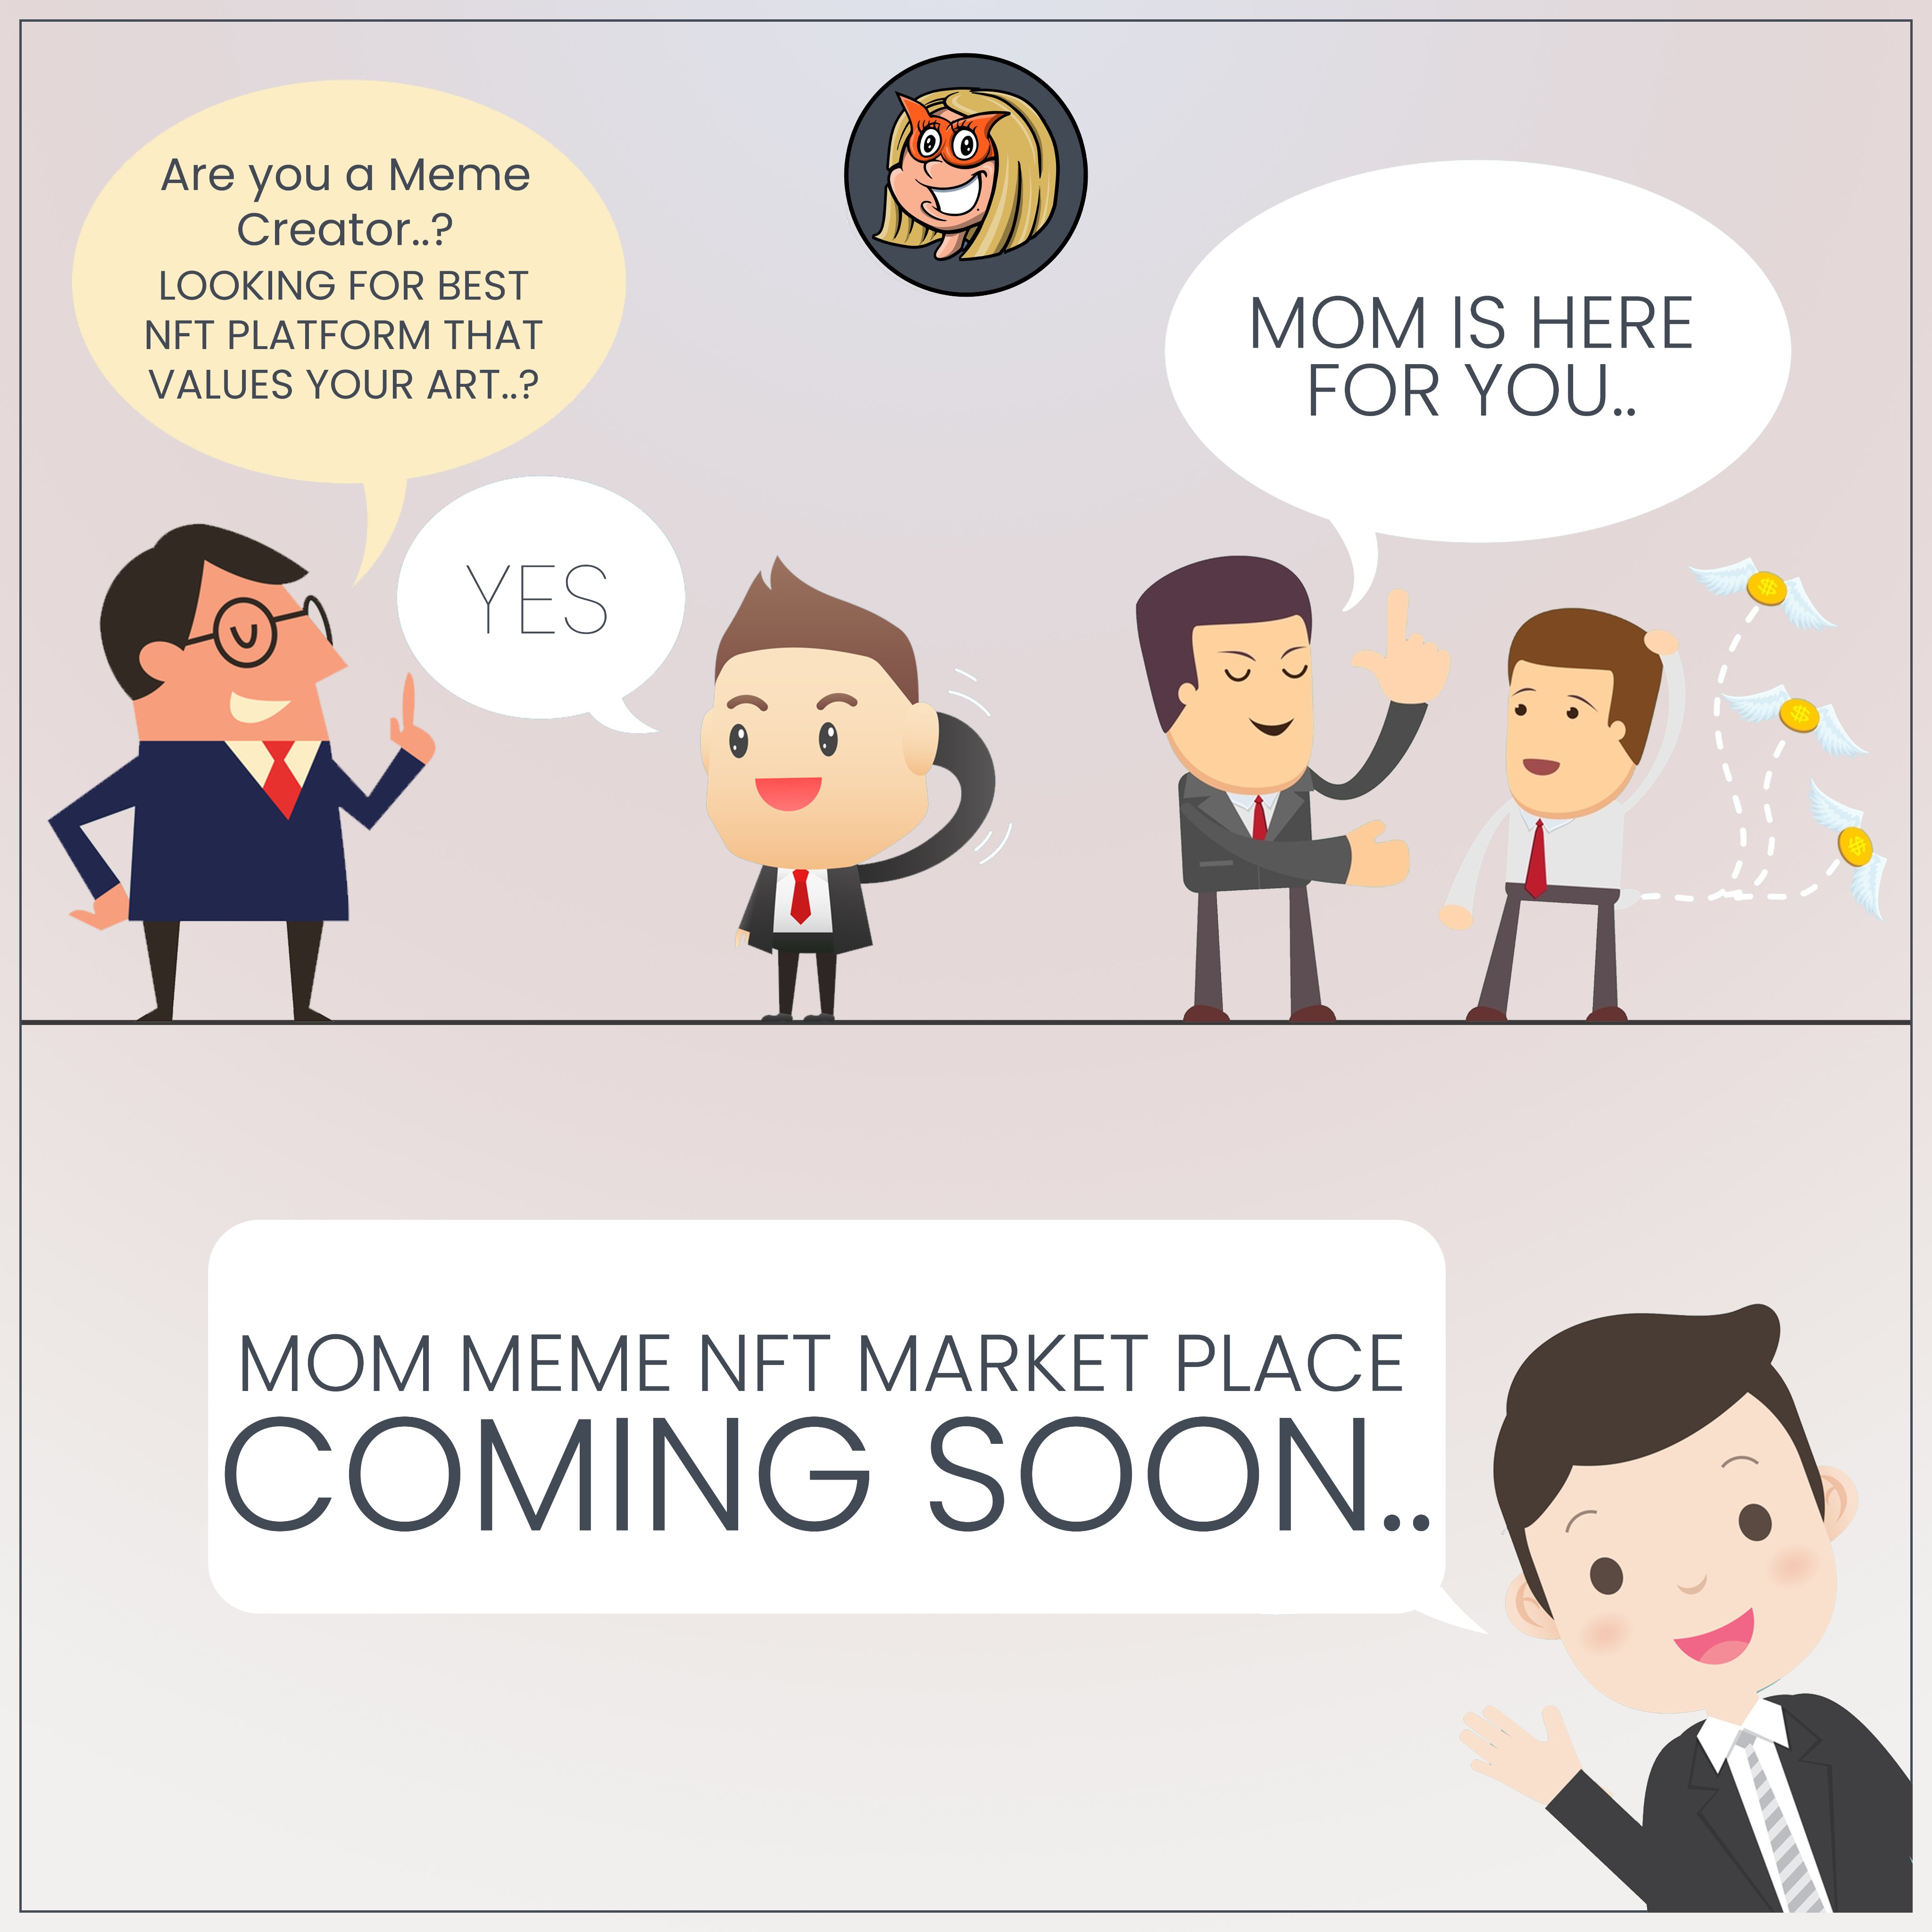 Are you a Meme
Creator..?
LOOKING FOR BEST
NFT PLATFORM THAT
VALUES YOUR ART..?
YES
MOM IS HERE
FOR YOU..
MOM MEME NFT MARKET PLACE
COMING SOON..